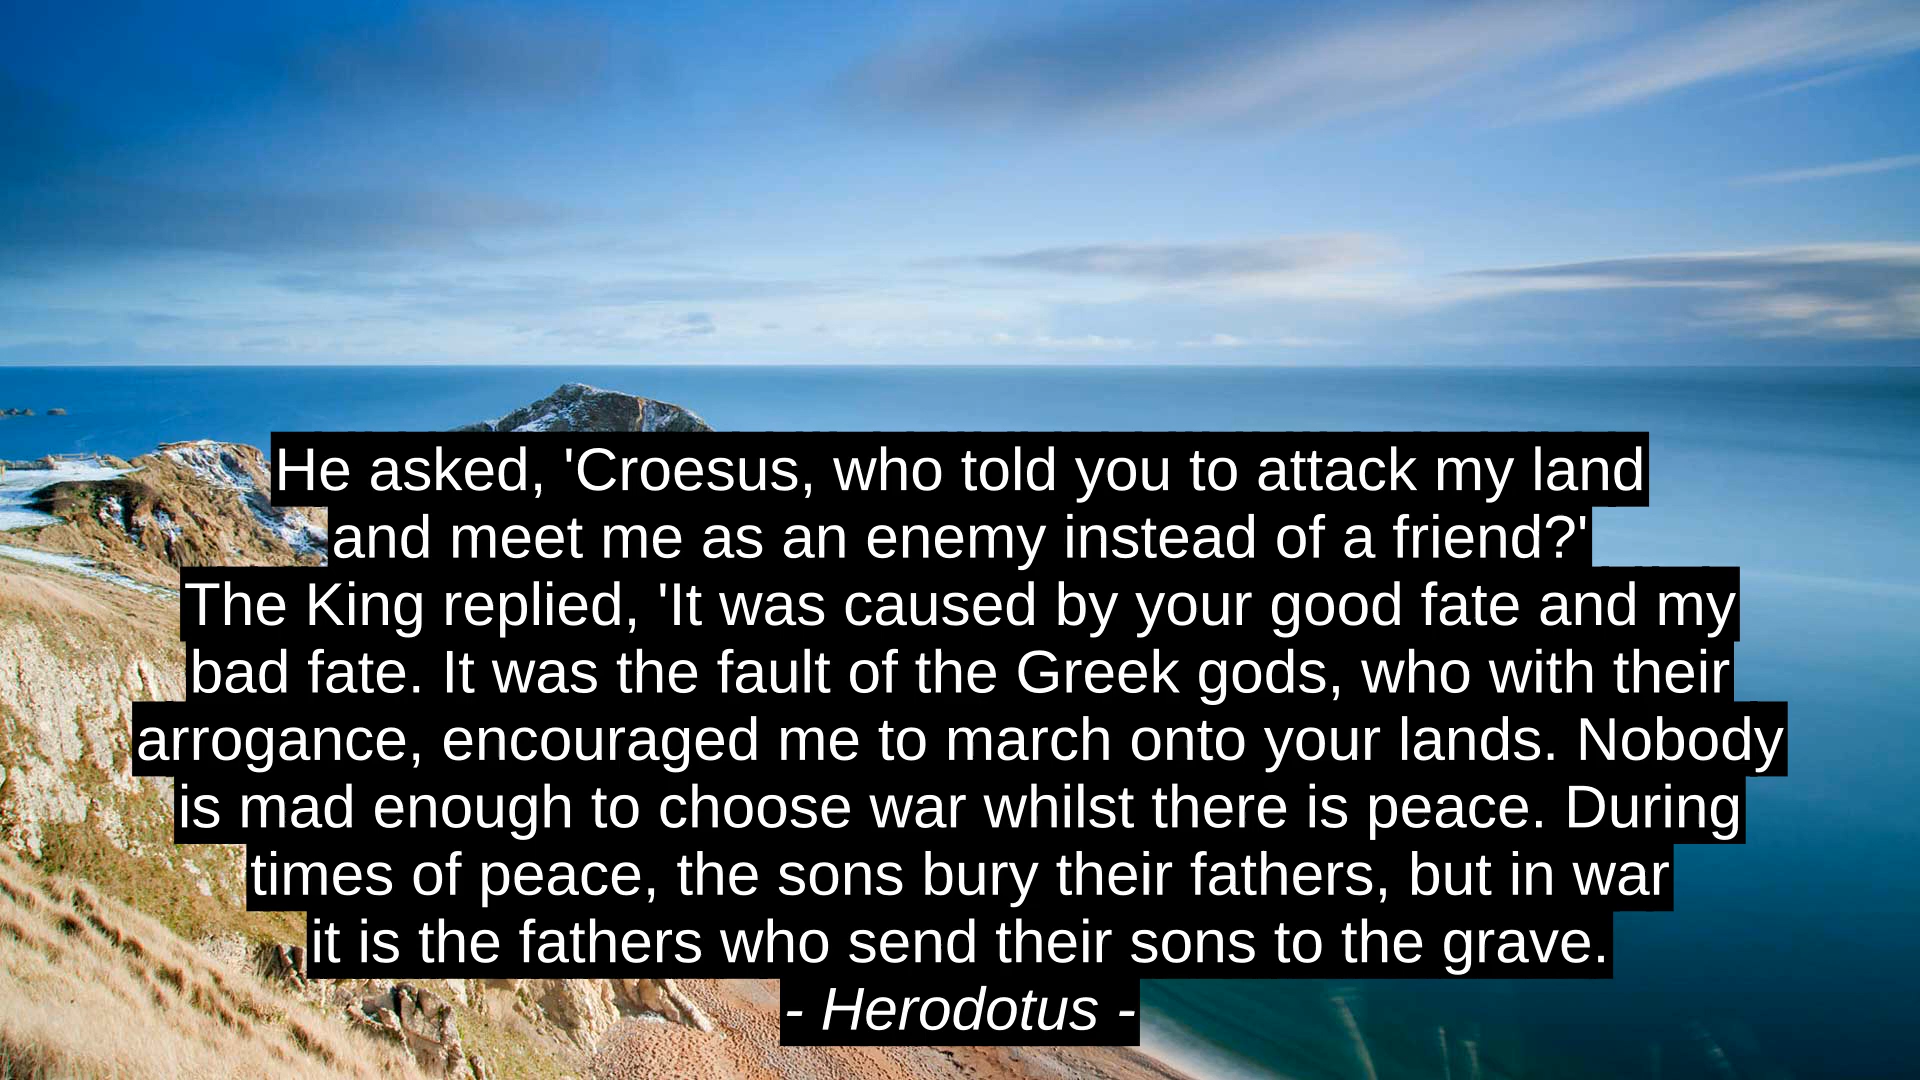 He asked, 'Croesus, who told you to attack my land
and meet me as an enemy instead of a friend?'
The King replied, 'It was caused by your good fate and my
bad fate. It was the fault of the Greek gods, who with their
arrogance, encouraged me to march onto your lands. Nobody
is mad enough to choose war whilst there is peace. During
times of peace, the sons bury their fathers, but in war
it is the fathers who send their sons to the grave.
- Herodotus -